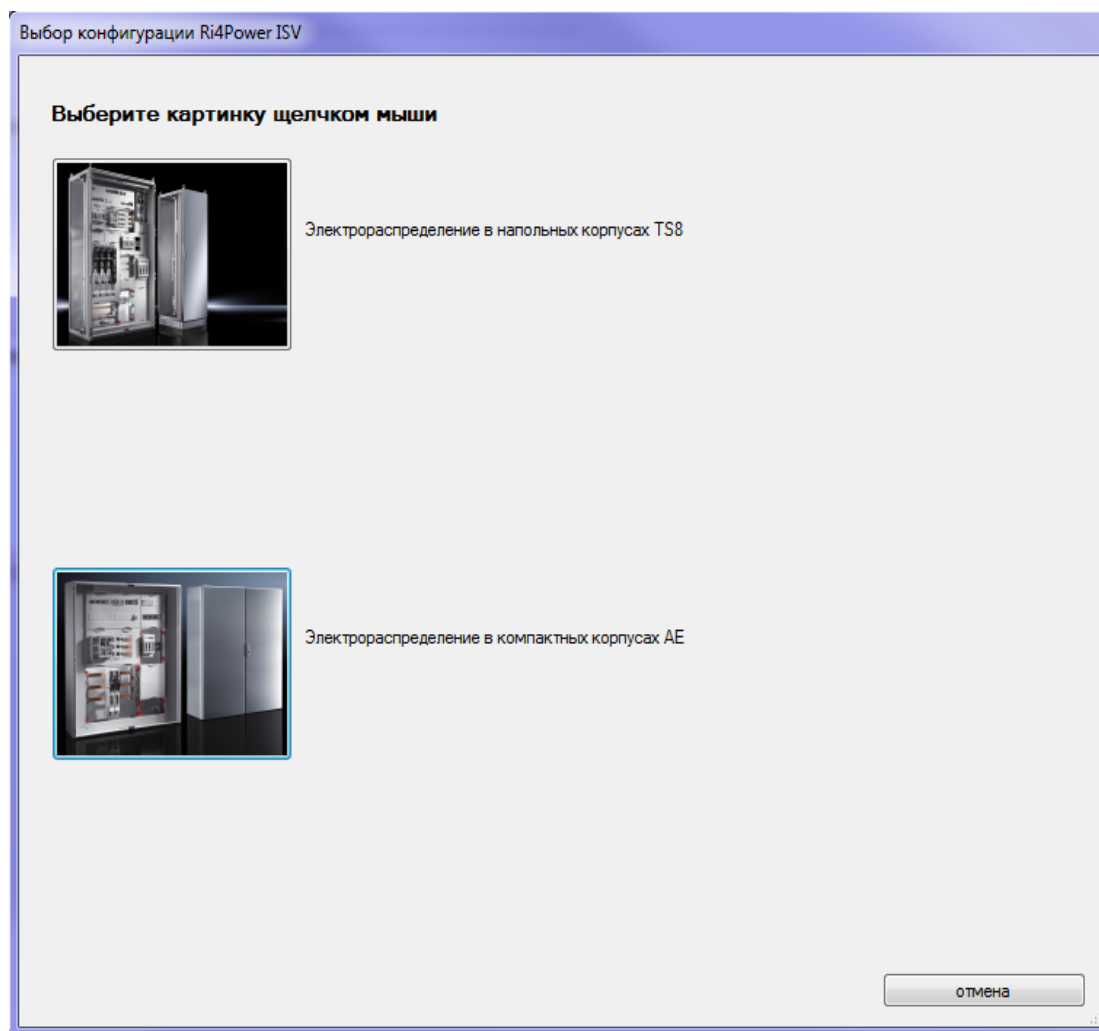 Выбор конфигурации Ri4Power ISV
Выберите картинку щелчком мыши
Электрораспределение в напольных корпусах TS8
Электрораспределение в компактных корпусах AE
отмена